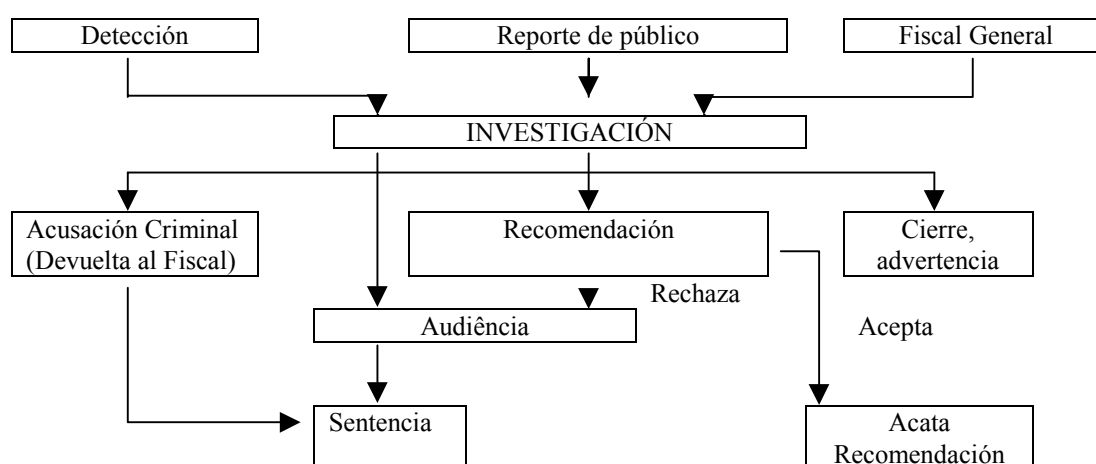 Detección
Reporte de público
Fiscal General
INVESTIGACIÓN
Acusación Criminal
(Devuelta al Fiscal)
Recomendación
Cierre,
advertencia
Rechaza
Audiência
Acepta
Sentencia
Acata
Recomendación